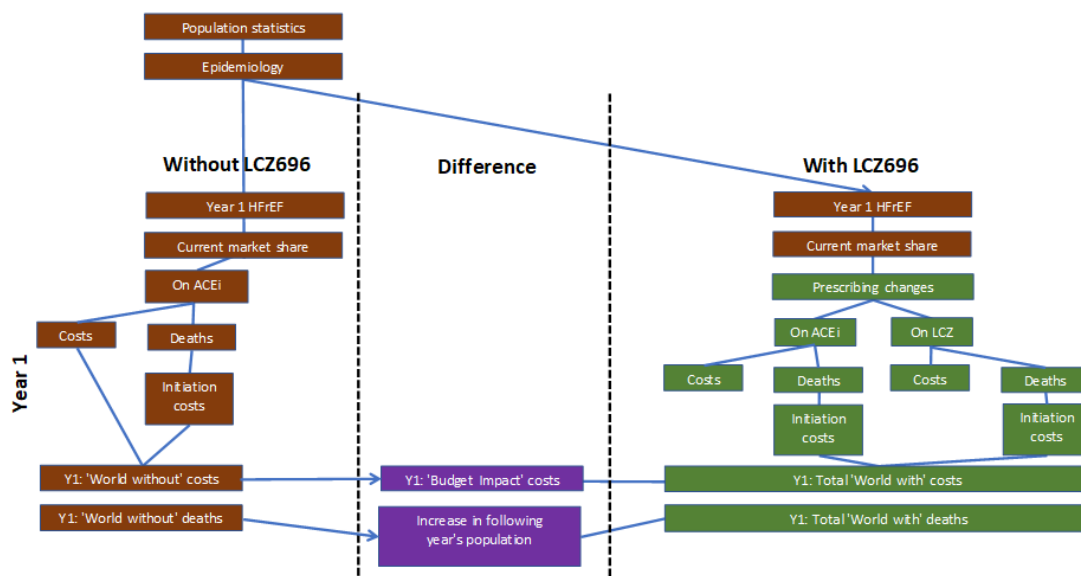 Population statistics
Epidemiology
Without LCZ696
Difference
With LCZ696
Year 1 HFrEF
Year 1 HFrEF
Current market share
Current market share
On ACEi
Prescribing changes
Costs
Deaths
On ACEi
On LCZ
Year 1
Initiation
costs
Costs
Deaths
Costs
Deaths
Initiation
costs
Initiation
costs
Y1: 'World without' costs
Y1: 'Budget Impact' costs
Y1: Total 'World with' costs
Y1: 'World without' deaths
Increase in following
year's population
Y1: Total 'World with' deaths